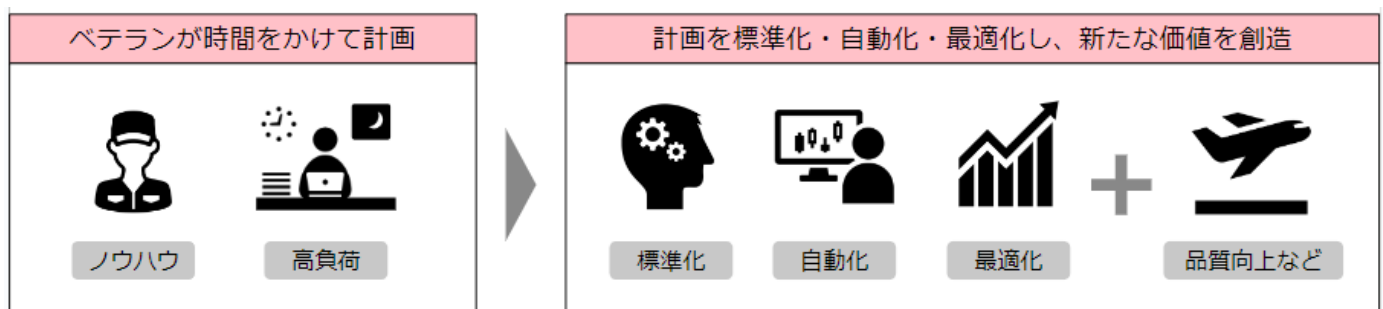 ベテランが時間をかけて計画
計画を標準化・自動化・最適化し、新たな価値を創造
ノウハウ
高負荷
標準化
自動化
最適化
品質向上など